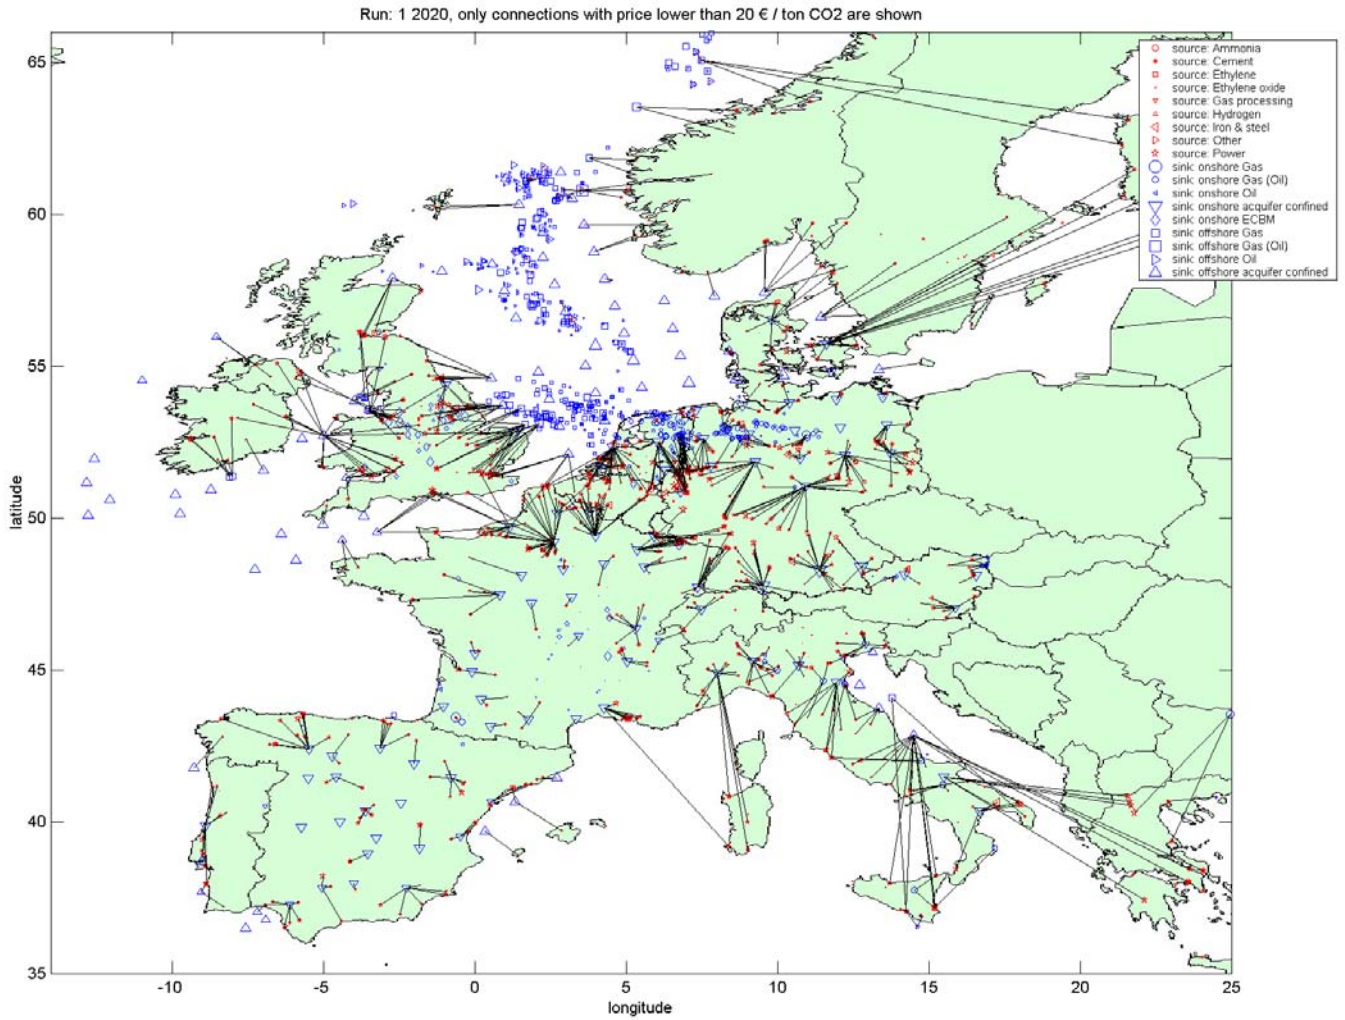 Run: 1 2020, only connections with price lower than 20 € / ton CO2 are shown
source: Ammonia
source: Cement
source: Ethylene
source: Ethylene oxide
source: Gas processing
source: Hydrogen
source: Iron & steel
source: Other
source: Power
sink: onshore Gas
sink: onshore Gas (Oil)
sink: onshore Oil
sink: onshore acquifer confined
sink: onshore ECBM
sink: offshore Gas
sink: offshore Gas (Oil)
sink: offshore Oil
sink: offshore acquifer confined
65
60
55
50
45
40
35
latitude
-10 -5 0 5 10 15 20 25
longitude